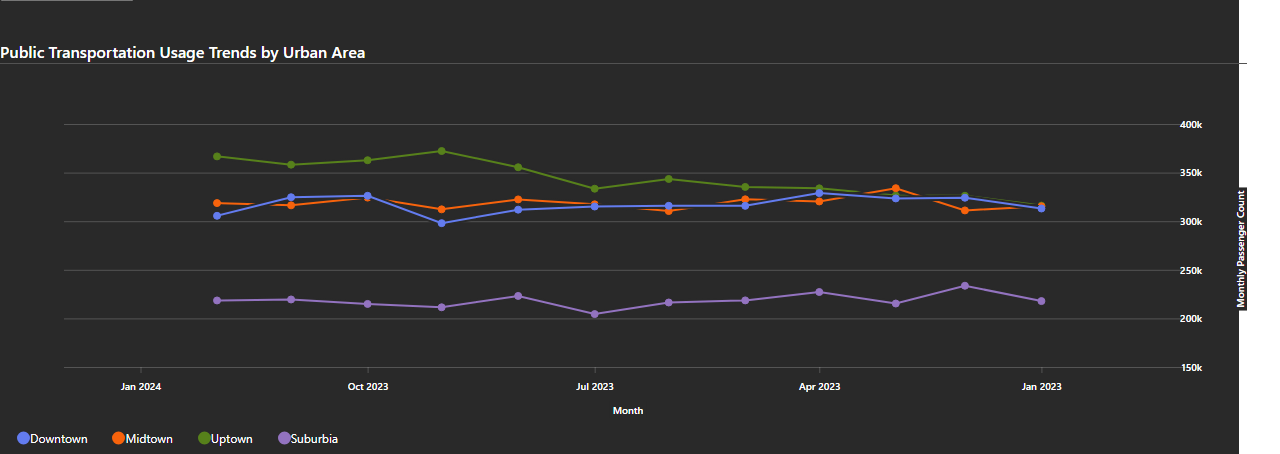 Public Transportation Usage Trends by Urban Area
400k
350k
300k
250k
200k
150k
Monthly Passenger Count
Jan 2024 Oct 2023 Jul 2023 Apr 2023 Jan 2023
Month
Downtown Midtown Uptown Suburbia